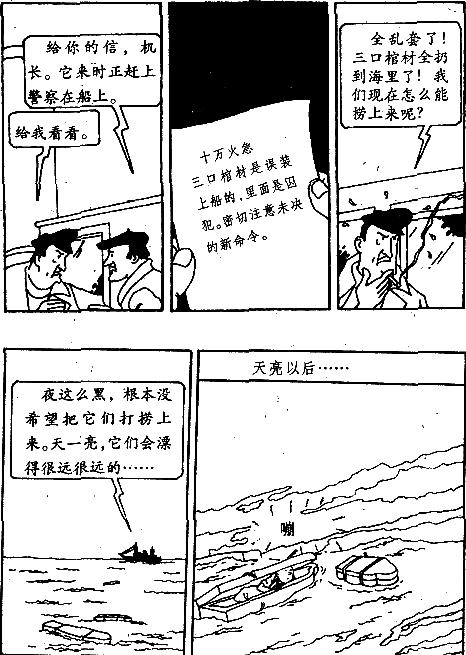 给你的信，机
长。它来时正赶上
警察在船上。
给我看看。
十万火急
三口棺材是误装
上船的，里面是囚
犯。密切注意未决
的新命令。
全乱套了！
三口棺材全扔
到海里了！我
们现在怎么能
捞上来呢？
夜这么黑，根本没
希望把它们打捞上
来。天一亮，它们会漂
得很远很远的……
天亮以后……
嘣